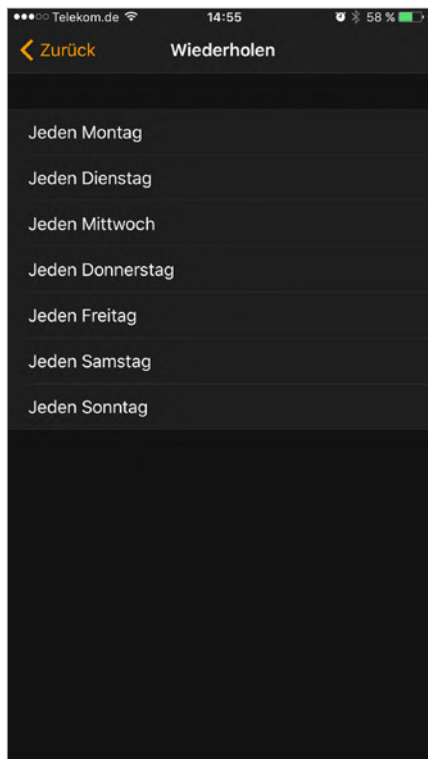 Telekom.de 14:55 58 %
Zurück Wiederholen
Jeden Montag
Jeden Dienstag
Jeden Mittwoch
Jeden Donnerstag
Jeden Freitag
Jeden Samstag
Jeden Sonntag